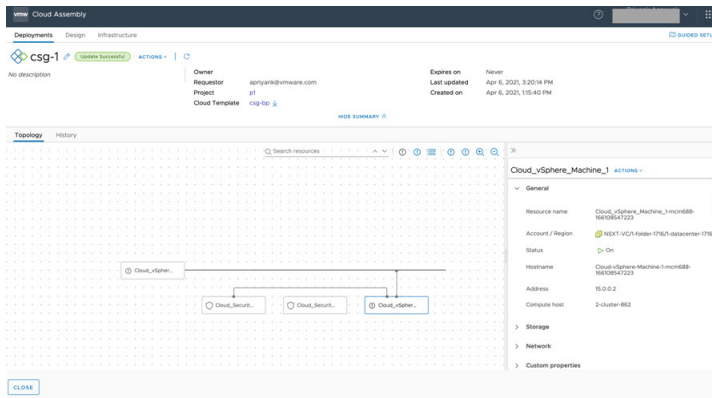 vmw Cloud Assembly
Deployments Design Infrastructure
GUIDED SETU
csg-1 Update Successful ACTIONS
No description
Owner
Requestor apriyank@vmware.com
Project p1
Cloud Template csg-bp
Expires on Never
Last updated Apr 6, 2021, 3:20:14 PM
Created on Apr 6, 2021, 1:15:40 PM
HIDE SUMMARY
Topology History
Search resources
Cloud_vSpher...
Cloud_Securit... Cloud_Securit... Cloud_vSpher...
Cloud_vSphere_Machine_1 ACTIONS
General
Resource name Cloud_vSphere_Machine_1-mcm688-
166108547223
Account / Region NSXT-VC/1-folder-1716/1-datacenter-1716
Status On
Hostname Cloud-vSphere-Machine-1-mcm688-
166108547223
Address 15.0.0.2
Compute host 2-cluster-862
Storage
Network
Custom properties
CLOSE